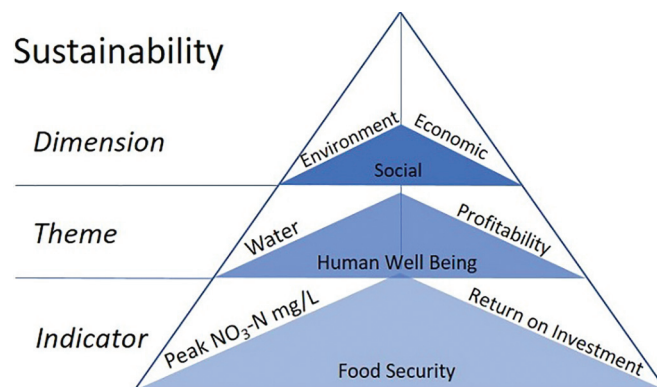 Sustainability
Dimension
Environment
Economic
Social
Theme
Water
Profitability
Human Well Being
Indicator
Peak NO₃-N mg/L
Return on Investment
Food Security